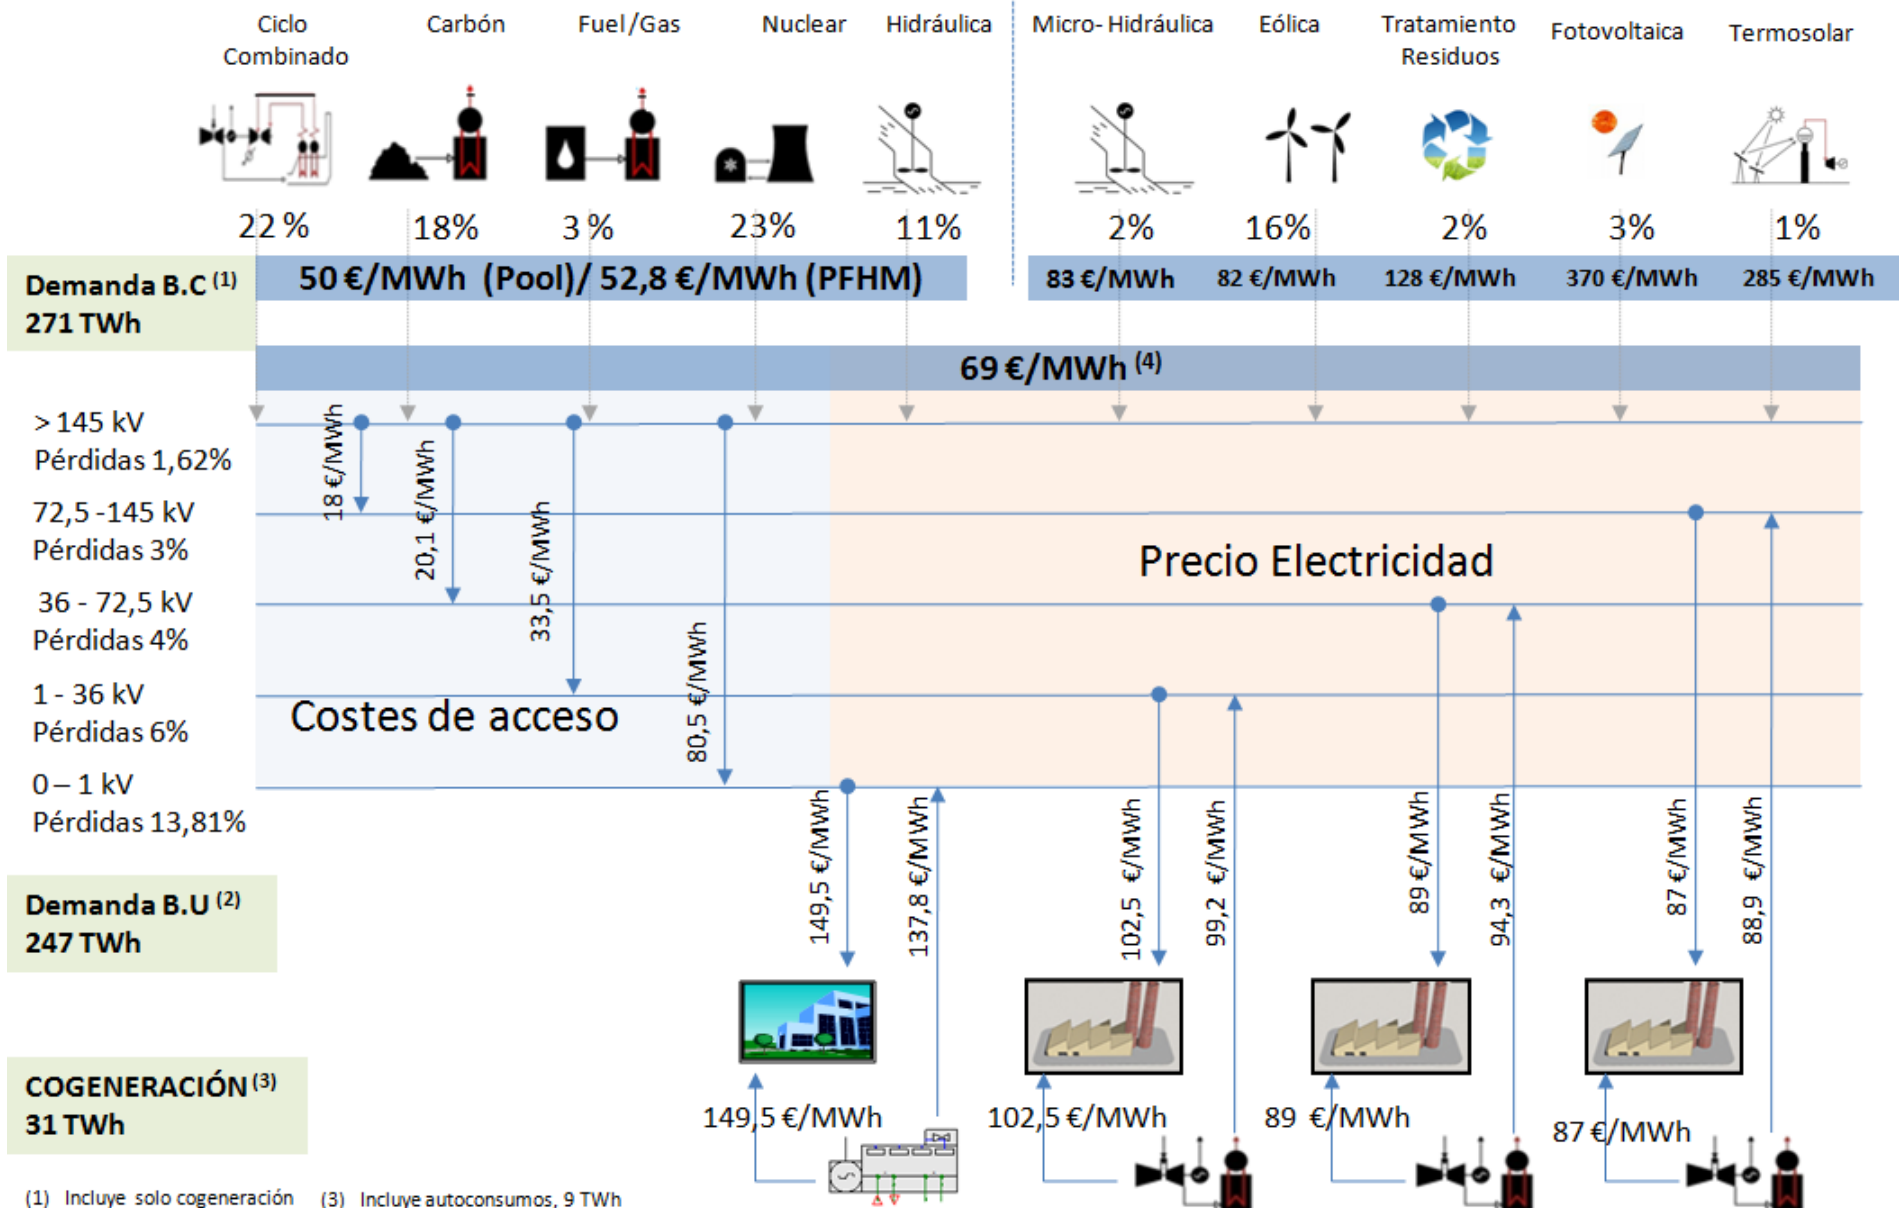 Ciclo
Combinado
Carbón
Fuel/Gas
Nuclear
Hidráulica
Micro- Hidráulica
Eólica
Tratamiento
Residuos
Fotovoltaica
Termosolar
22 %
18%
3 %
23%
11%
2%
16%
2%
3%
1%
Demanda B.C (1)
271 TWh
50 €/MWh (Pool)/ 52,8 €/MWh (PFHM)
83 €/MWh
82 €/MWh
128 €/MWh
370 €/MWh
285 €/MWh
69 €/MWh (4)
> 145 kV
Pérdidas 1,62%
72,5 -145 kV
Pérdidas 3%
36 - 72,5 kV
Pérdidas 4%
1 - 36 kV
Pérdidas 6%
0 – 1 kV
Pérdidas 13,81%
18 €/MWh
20,1 €/MWh
33,5 €/MWh
80,5 €/MWh
Costes de acceso
Precio Electricidad
149,5 €/MWh
137,8 €/MWh
102,5 €/MWh
99,2 €/MWh
89 €/MWh
94,3 €/MWh
87 €/MWh
88,9 €/MWh
Demanda B.U (2)
247 TWh
COGENERACIÓN (3)
31 TWh
149,5 €/MWh
102,5 €/MWh
89 €/MWh
87 €/MWh
(1) Incluye solo cogeneración
(3) Incluye autoconsumos, 9 TWh